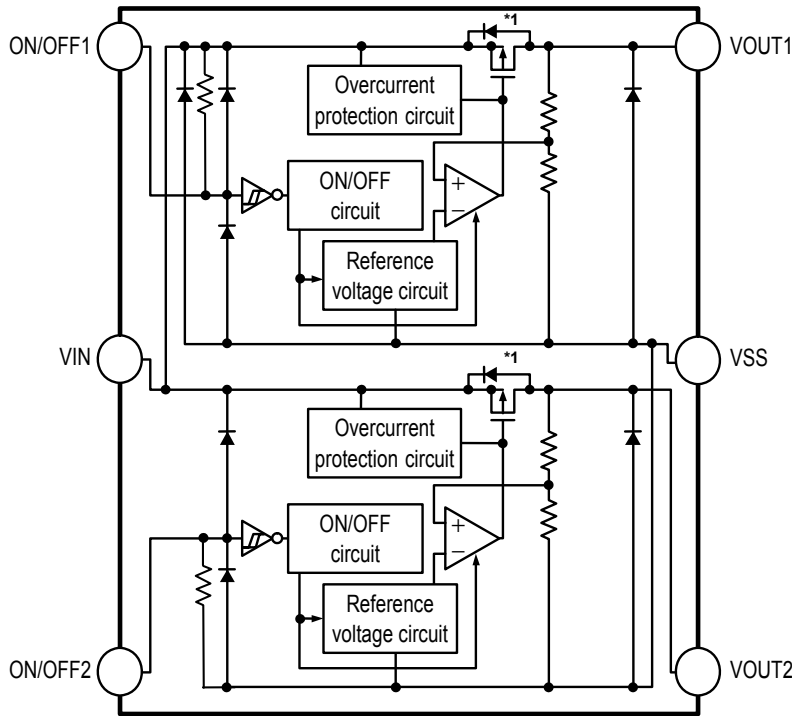 *1
ON/OFF1
VOUT1
Overcurrent
protection circuit
ON/OFF
circuit
+
−
Reference
voltage circuit
VIN
VSS
*1
Overcurrent
protection circuit
ON/OFF
circuit
+
−
Reference
voltage circuit
ON/OFF2
VOUT2